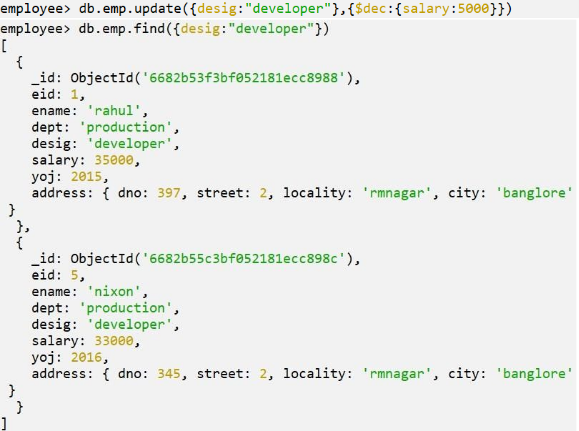 employee> db.emp.update({desig:"developer"},{$dec:{salary:5000}})
employee> db.emp.find({desig:"developer"})
[
  {
    _id: ObjectId('6682b53f3bf052181ecc8988'),
    eid: 1,
    ename: 'rahul',
    dept: 'production',
    desig: 'developer',
    salary: 35000,
    yoj: 2015,
    address: { dno: 397, street: 2, locality: 'rmnagar', city: 'banglore'
 }
  },
  {
    _id: ObjectId('6682b55c3bf052181ecc898c'),
    eid: 5,
    ename: 'nixon',
    dept: 'production',
    desig: 'developer',
    salary: 33000,
    yoj: 2016,
    address: { dno: 345, street: 2, locality: 'rmnagar', city: 'banglore'
 }
  }
]